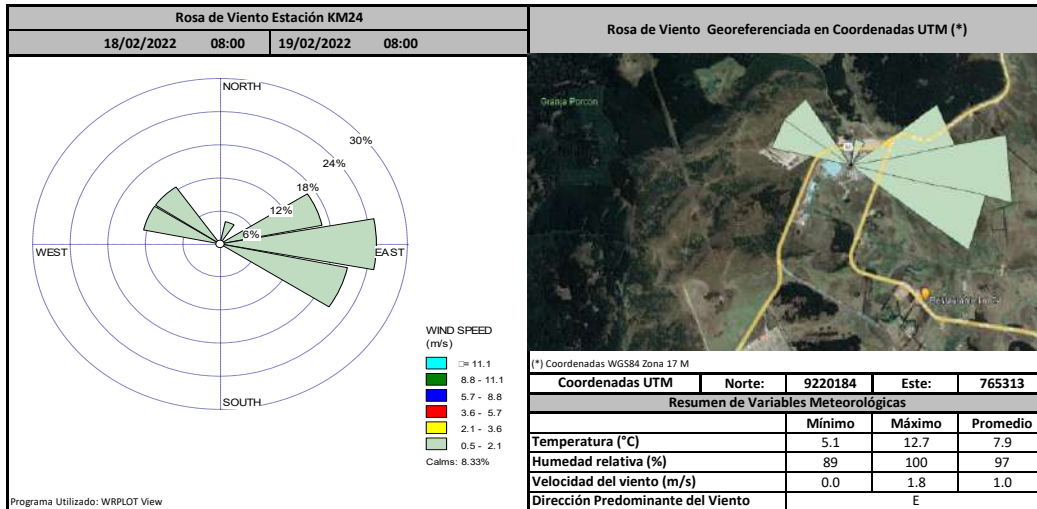 Rosa de Viento Estación KM24
18/02/2022 08:00 19/02/2022 08:00
NORTH
30%
24%
18%
12%
6%
WEST
EAST
SOUTH
WIND SPEED
(m/s)
□= 11.1
8.8 - 11.1
5.7 - 8.8
3.6 - 5.7
2.1 - 3.6
0.5 - 2.1
Calms: 8.33%
Programa Utilizado: WRPLOT View
Rosa de Viento Georeferenciada en Coordenadas UTM (*)
Granja Porcon
(*) Coordenadas WGS84 Zona 17 M
Coordenadas UTM Norte: 9220184 Este: 765313
Resumen de Variables Meteorológicas
Mínimo Máximo Promedio
Temperatura (°C) 5.1 12.7 7.9
Humedad relativa (%) 89 100 97
Velocidad del viento (m/s) 0.0 1.8 1.0
Dirección Predominante del Viento E